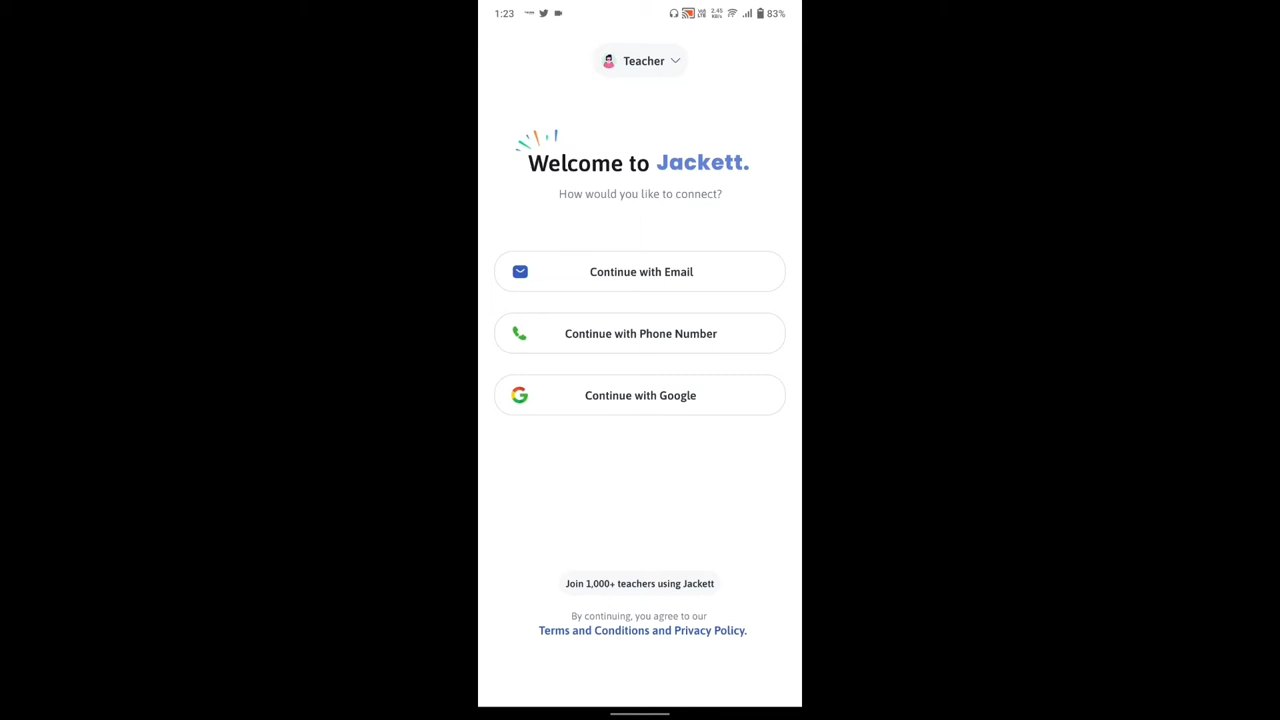 1:23 2.45 83%
Teacher
Welcome to Jackett.
How would you like to connect?
Continue with Email
Continue with Phone Number
Continue with Google
Join 1,000+ teachers using Jackett
By continuing, you agree to our
Terms and Conditions and Privacy Policy.